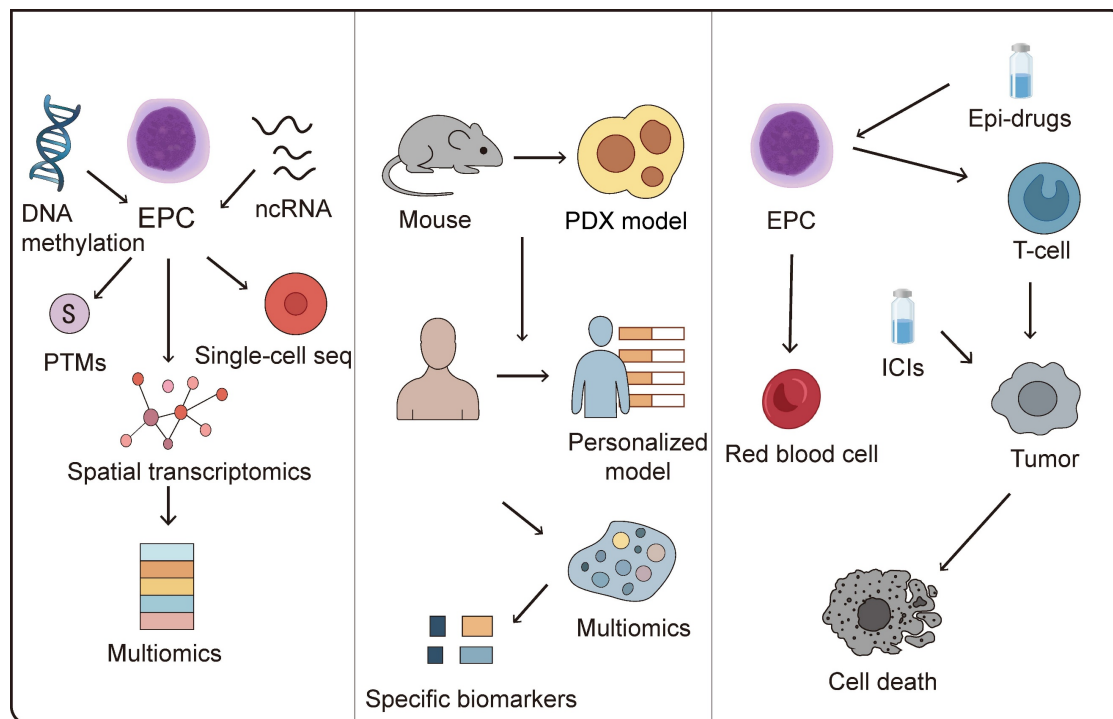 DNA
methylation
EPC
ncRNA
S
PTMs
Single-cell seq
Spatial transcriptomics
Multiomics
Mouse
PDX model
Personalized
model
Multiomics
Specific biomarkers
Epi-drugs
EPC
T-cell
ICIs
Red blood cell
Tumor
Cell death